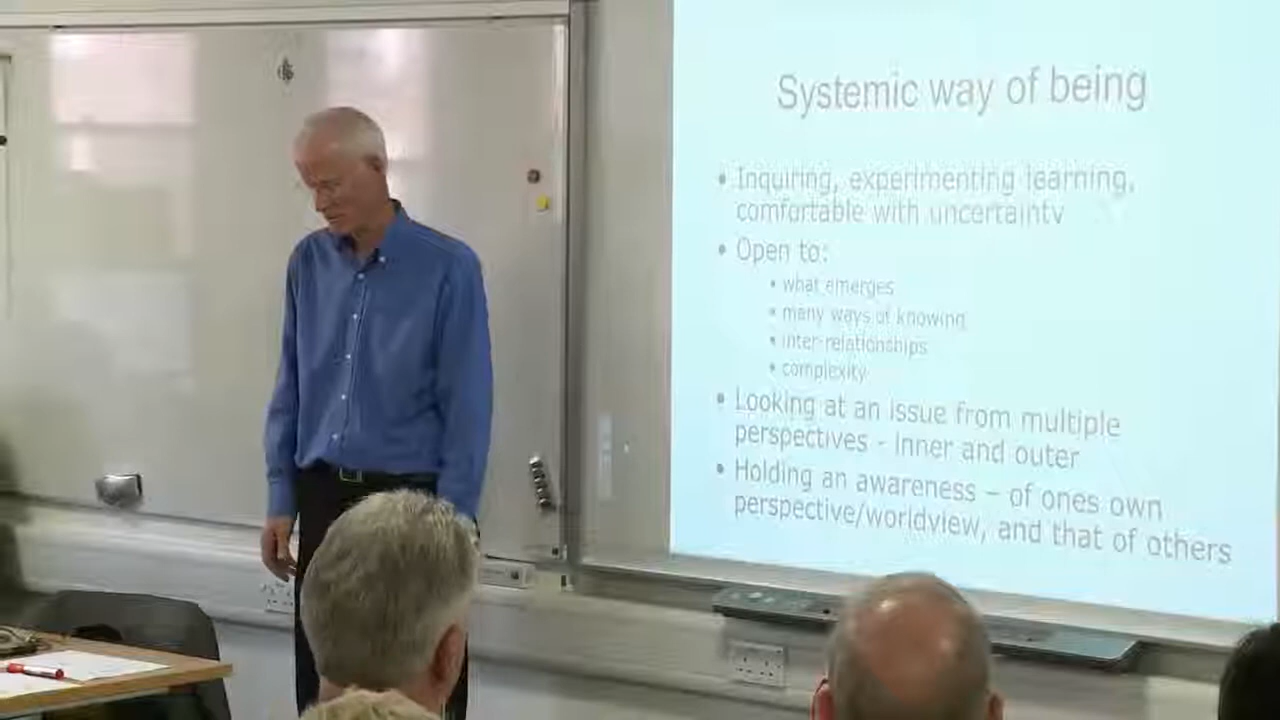 Systemic way of being
• Inquiring, experimenting learning,
comfortable with uncertainty
• Open to:
• what emerges
• many ways of knowing
• inter-relationships
• complexity
• Looking at an issue from multiple
perspectives - inner and outer
• Holding an awareness – of ones own
perspective/worldview, and that of others